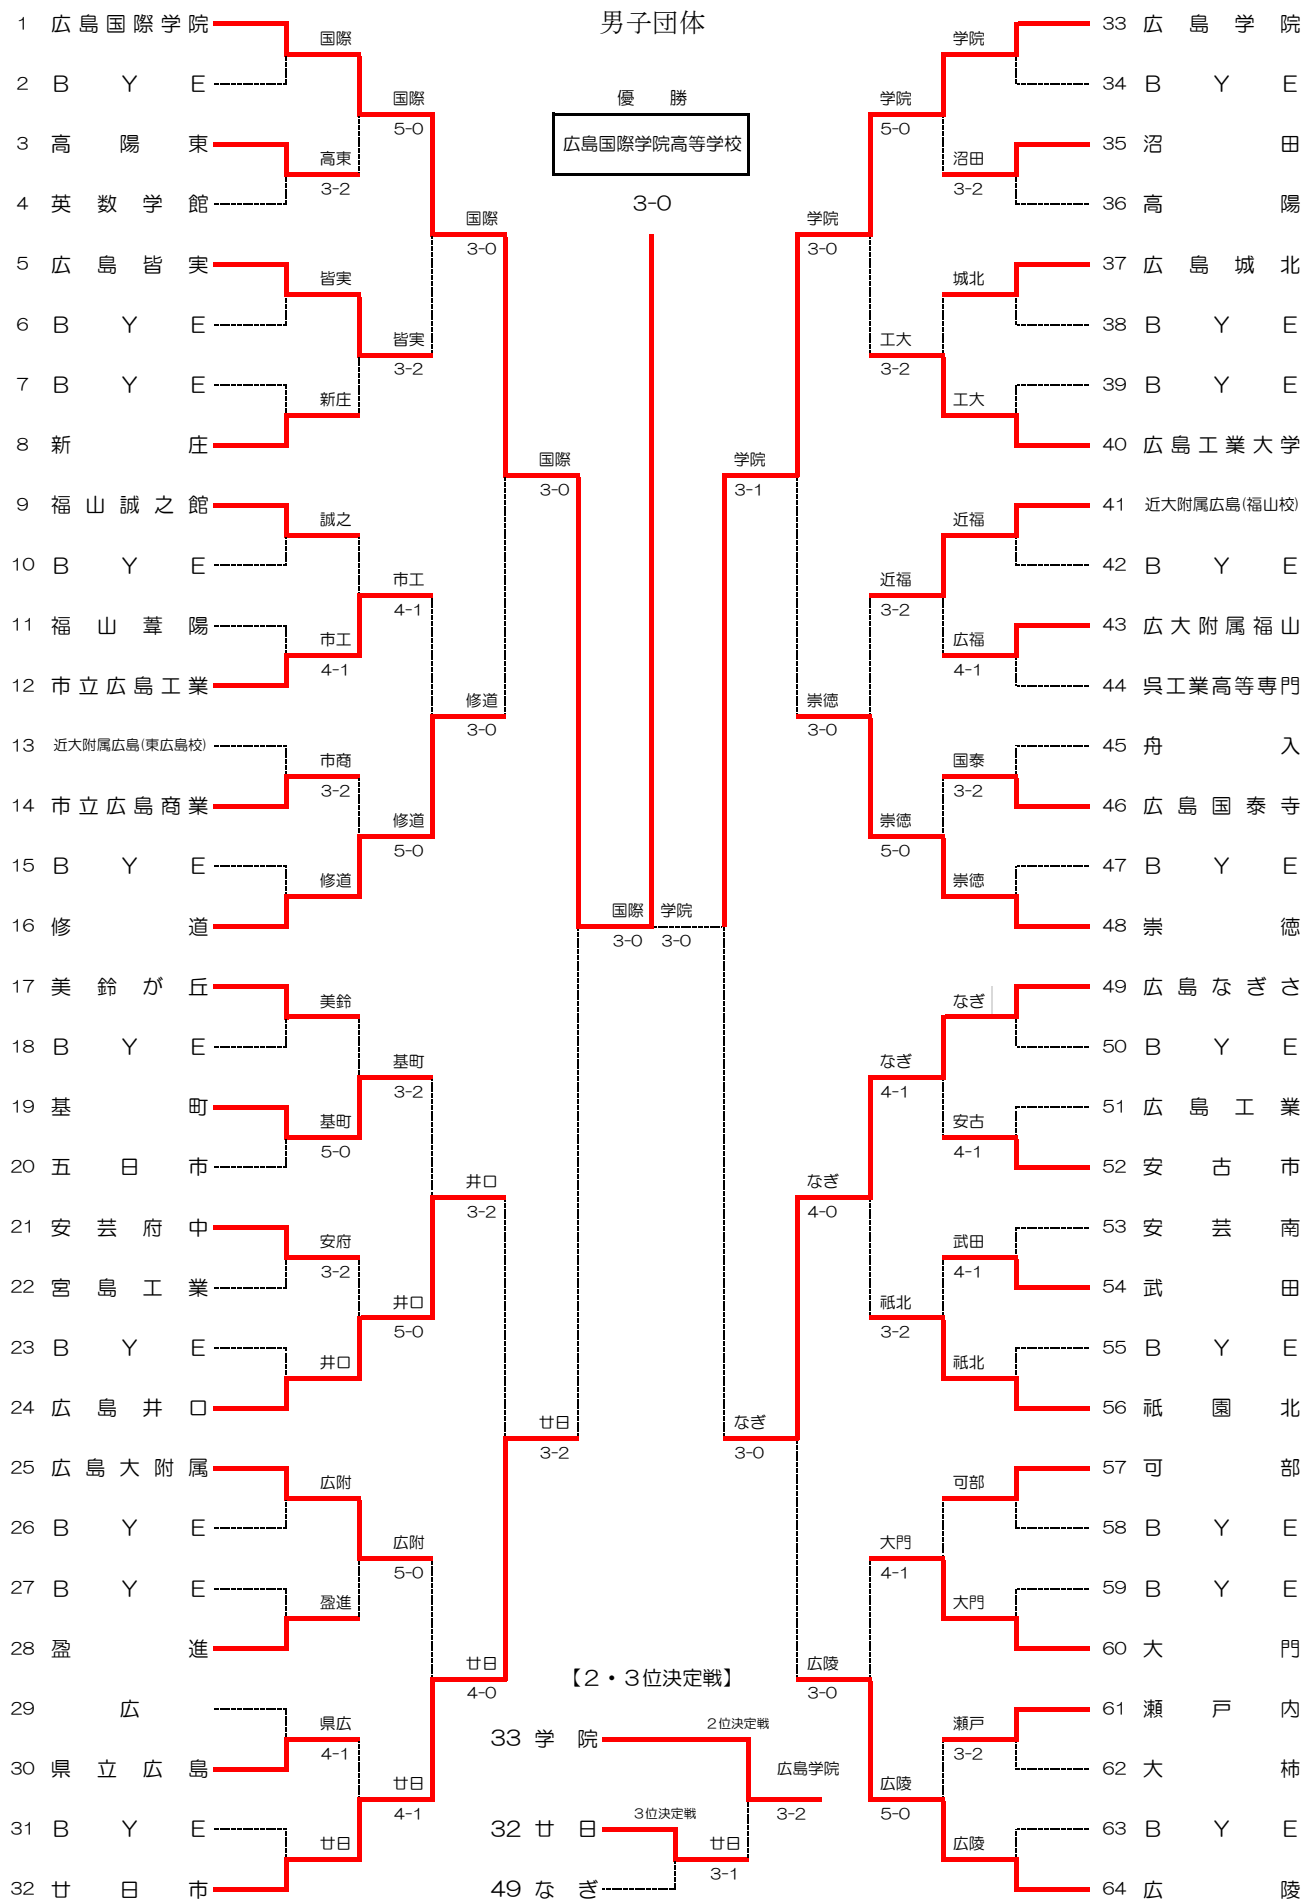 男子団体
優 勝
広島国際学院高等学校
3-0
1 広島国際学院
2 BYE
3 高陽東
4 英数学館
5 広島皆実
6 BYE
7 BYE
8 新庄
9 福山誠之館
10 BYE
11 福山葦陽
12 市立広島工業
13 近大附属広島(東広島校)
14 市立広島商業
15 BYE
16 修道
17 美鈴が丘
18 BYE
19 基町
20 五日市
21 安芸府中
22 宮島工業
23 BYE
24 広島井口
25 広島大附属
26 BYE
27 BYE
28 盈進
29 広
30 県立広島
31 BYE
32 廿日市
国際
高東
3-2
皆実
新庄
誠之
市工
4-1
市商
3-2
修道
美鈴
基町
5-0
安府
3-2
井口
広附
盈進
県広
4-1
廿日
国際
5-0
皆実
3-2
市工
4-1
修道
5-0
基町
3-2
井口
5-0
広附
5-0
廿日
4-1
国際
3-0
修道
3-0
井口
3-2
廿日
4-0
国際
3-0
廿日
3-2
国際
3-0
学院
3-0
学院
3-1
なぎ
3-0
学院
3-0
崇徳
3-0
なぎ
4-0
広陵
3-0
学院
5-0
工大
3-2
近福
3-2
崇徳
5-0
なぎ
4-1
祇北
3-2
大門
4-1
広陵
5-0
学院
沼田
3-2
城北
工大
近福
広福
4-1
国泰
3-2
崇徳
なぎ
安古
4-1
武田
4-1
祇北
可部
大門
瀬戸
3-2
広陵
33 広島学院
34 BYE
35 沼田
36 高陽
37 広島城北
38 BYE
39 BYE
40 広島工業大学
41 近大附属広島(福山校)
42 BYE
43 広大附属福山
44 呉工業高等専門
45 舟入
46 広島国泰寺
47 BYE
48 崇徳
49 広島なぎさ
50 BYE
51 広島工業
52 安古市
53 安芸南
54 武田
55 BYE
56 祇園北
57 可部
58 BYE
59 BYE
60 大門
61 瀬戸内
62 大柿
63 BYE
64 広陵
【2・3位決定戦】
33 学院
2位決定戦
広島学院
3-2
32 廿日
3位決定戦
廿日
3-1
49 なぎ